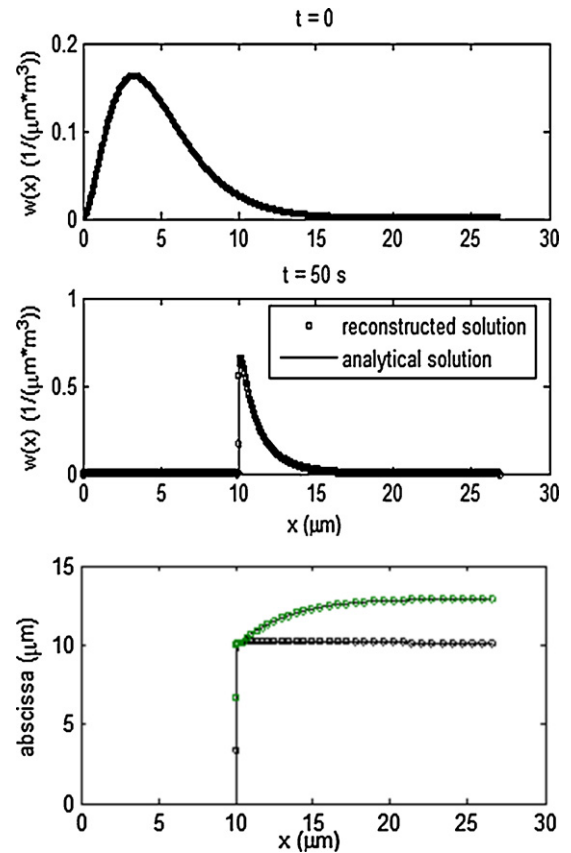 t = 0
w(x) (1/(μm*m³))
0.2
0.1
0
0 5 10 15 20 25 30
t = 50 s
w(x) (1/(μm*m³))
1
0.5
0
reconstructed solution
analytical solution
0 5 10 15 20 25 30
x (μm)
abscissa (μm)
15
10
5
0
0 5 10 15 20 25 30
x (μm)